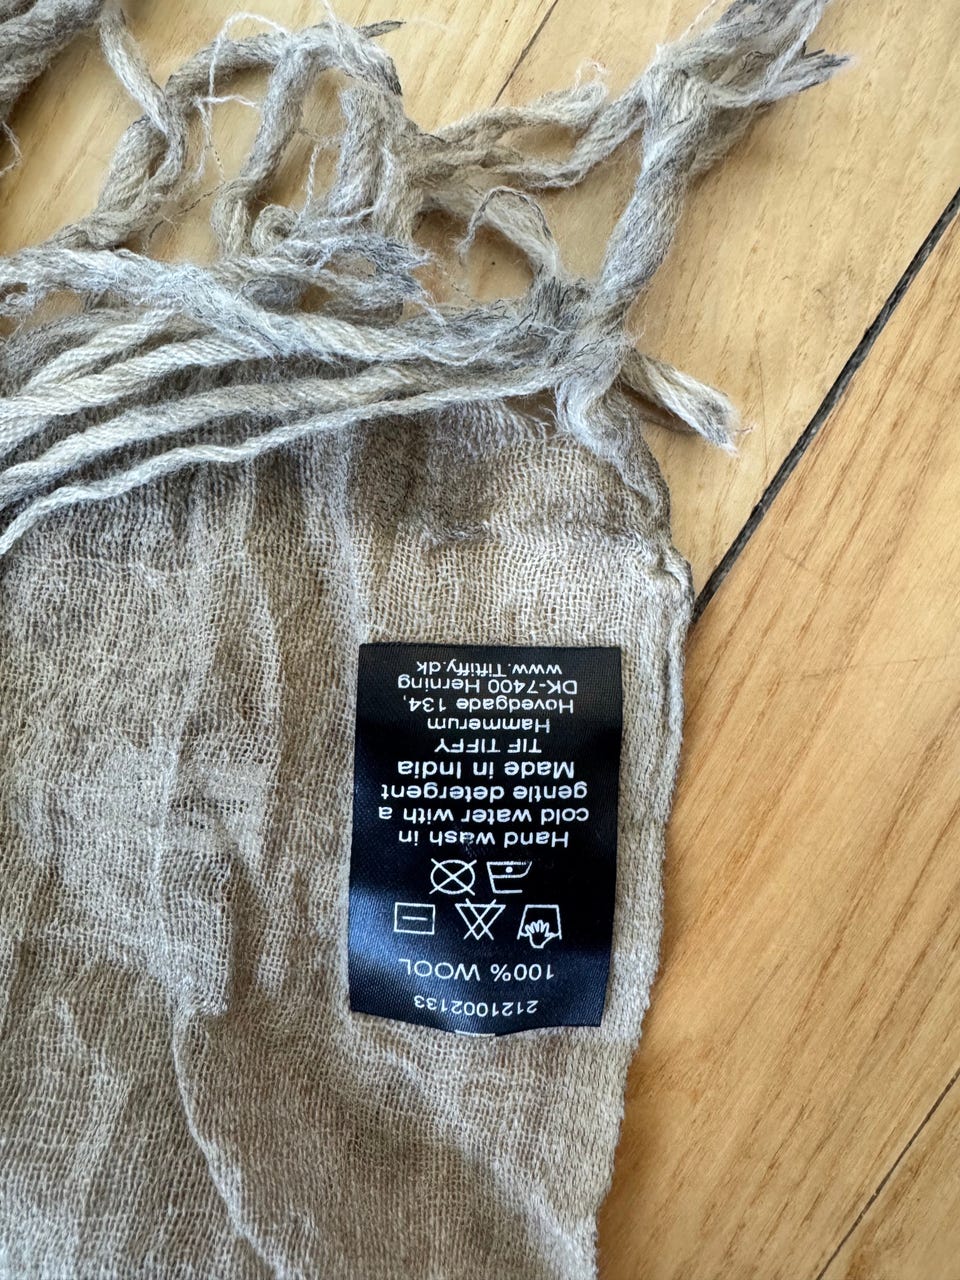 2121002133
100% WOOL
Hand wash in
cold water with a
gentle detergent
Made in India
TIF TIFFY
Hammerum
Hovedgade 134,
DK-7400 Herning
www.Tiftiffy.dk